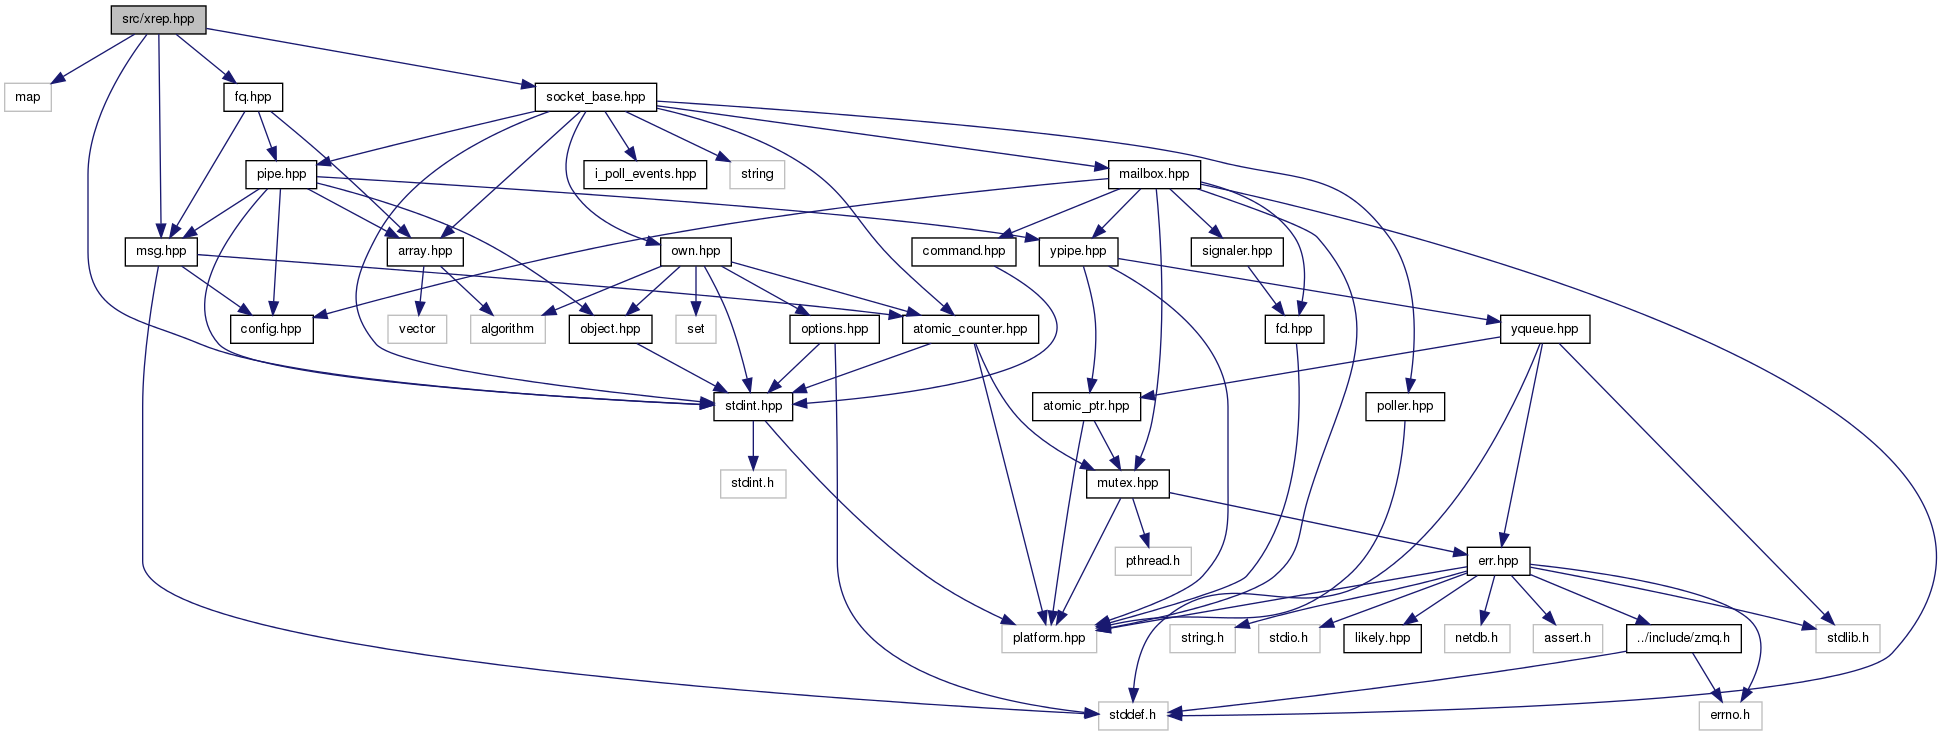 src/xrep.hpp
map
fq.hpp
socket_base.hpp
pipe.hpp
i_poll_events.hpp
string
mailbox.hpp
msg.hpp
array.hpp
own.hpp
command.hpp
ypipe.hpp
signaler.hpp
config.hpp
vector
algorithm
object.hpp
set
options.hpp
atomic_counter.hpp
fd.hpp
yqueue.hpp
stdint.hpp
atomic_ptr.hpp
poller.hpp
stdint.h
mutex.hpp
pthread.h
err.hpp
platform.hpp
string.h
stdio.h
likely.hpp
netdb.h
assert.h
../include/zmq.h
stdlib.h
stddef.h
errno.h